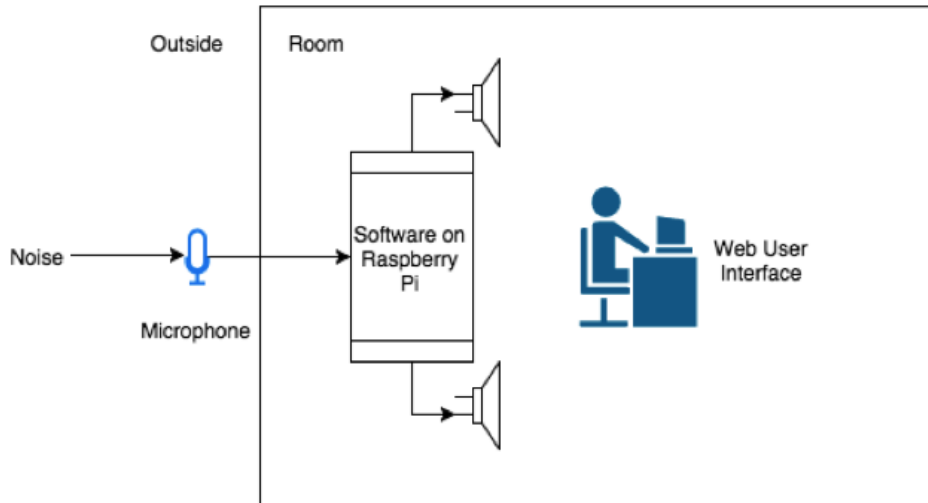 Outside
Room
Software on
Raspberry
Pi
Noise
Web User
Interface
Microphone